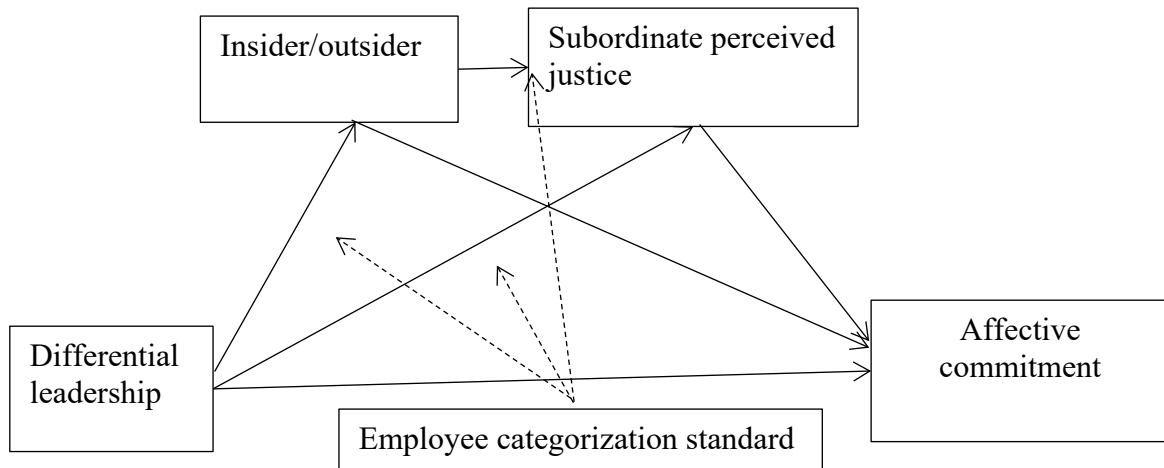 Insider/outsider
Subordinate perceived
justice
Differential
leadership
Affective
commitment
Employee categorization standard